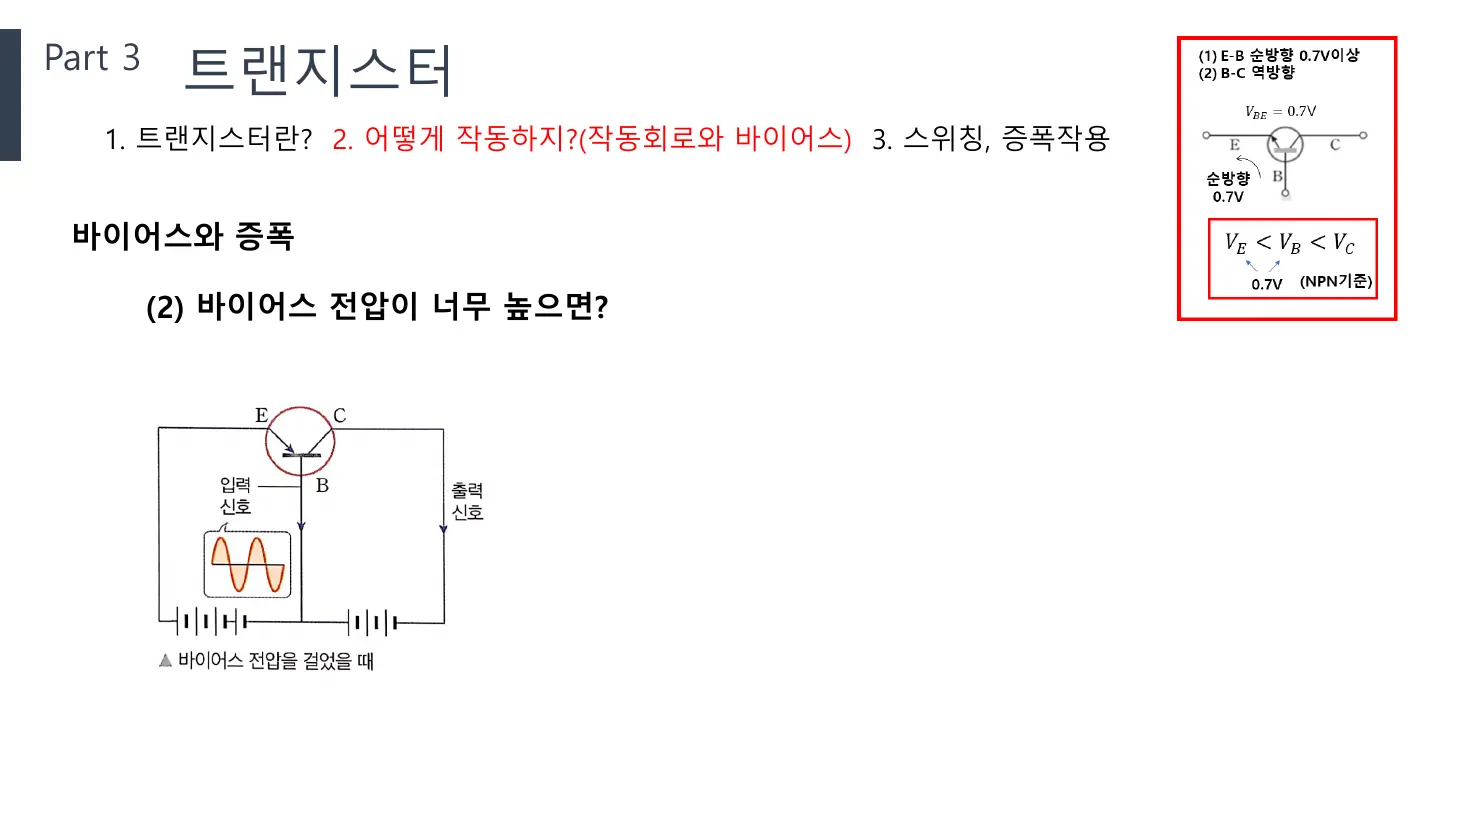 Part 3
트랜지스터
1. 트랜지스터란? 2. 어떻게 작동하지?(작동회로와 바이어스) 3. 스위칭, 증폭작용
(1) E-B 순방향 0.7V이상
(2) B-C 역방향
V_BE = 0.7V
E
C
B
순방향
0.7V
V_E < V_B < V_C
0.7V
(NPN기준)
바이어스와 증폭
(2) 바이어스 전압이 너무 높으면?
E
C
B
입력
신호
출력
신호
▲ 바이어스 전압을 걸었을 때